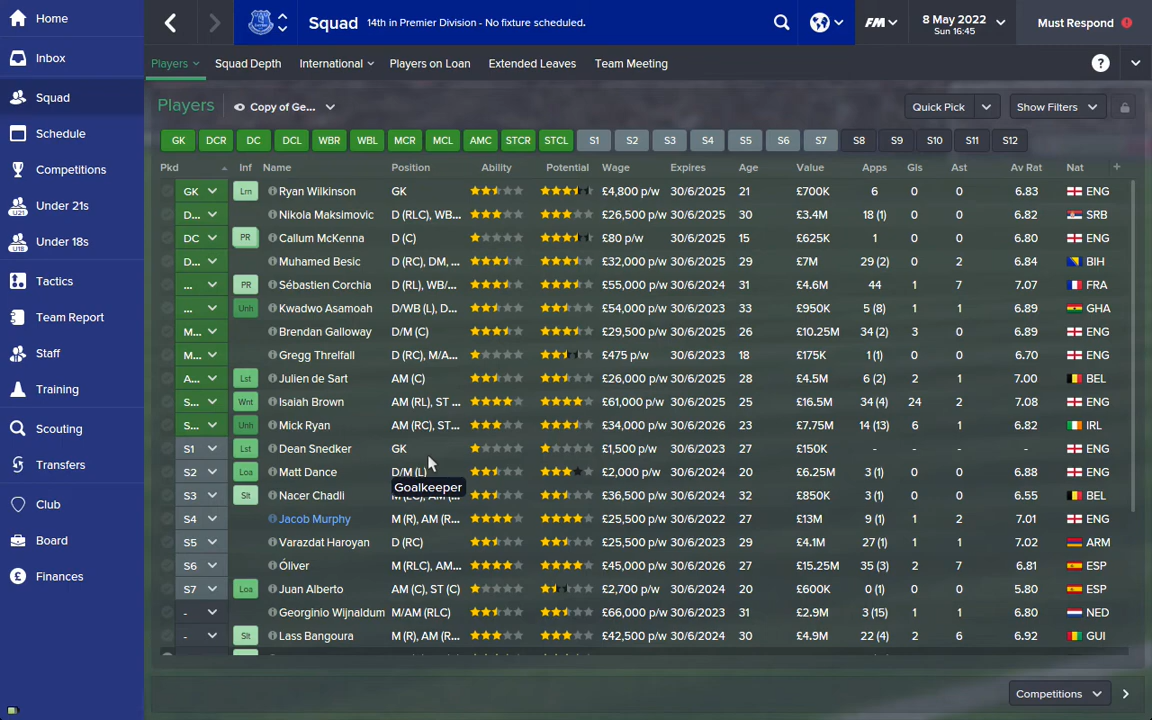 Home
Inbox
Squad
Schedule
Competitions
U21
Under 21s
U18
Under 18s
Tactics
Team Report
Staff
Training
Scouting
Transfers
Club
Board
£ Finances
Squad 14th in Premier Division - No fixture scheduled.
FM
8 May 2022
Sun 16:45
Must Respond !
Players Squad Depth International Players on Loan Extended Leaves Team Meeting ?
Players Copy of Ge... Quick Pick Show Filters
GK DCR DC DCL WBR WBL MCR MCL AMC STCR STCL S1 S2 S3 S4 S5 S6 S7 S8 S9 S10 S11 S12
Pkd Inf Name Position Ability Potential Wage Expires Age Value Apps Gls Ast Av Rat Nat +
GK Lrn Ryan Wilkinson GK £4,800 p/w 30/6/2025 21 £700K 6 0 0 6.83 ENG
D... Nikola Maksimovic D (RLC), WB... £26,500 p/w 30/6/2025 30 £3.4M 18 (1) 0 0 6.82 SRB
DC PR Callum McKenna D (C) £80 p/w 30/6/2025 15 £625K 1 0 0 6.80 ENG
D... Muhamed Besic D (RC), DM, ... £32,000 p/w 30/6/2025 29 £7M 29 (2) 0 2 6.84 BIH
... PR Sébastien Corchia D (RL), WB/... £55,000 p/w 30/6/2024 31 £4.6M 44 1 7 7.07 FRA
... Unh Kwadwo Asamoah D/WB (L), D... £54,000 p/w 30/6/2023 33 £950K 5 (8) 1 1 6.89 GHA
M... Brendan Galloway D/M (C) £29,500 p/w 30/6/2025 26 £10.25M 34 (2) 3 0 6.89 ENG
M... Gregg Threlfall D (RC), M/A... £475 p/w 30/6/2023 18 £175K 1 (1) 0 0 6.70 ENG
A... Lst Julien de Sart AM (C) £26,000 p/w 30/6/2025 28 £4.5M 6 (2) 2 1 7.00 BEL
S... Wnt Isaiah Brown AM (RL), ST ... £61,000 p/w 30/6/2025 25 £16.5M 34 (4) 24 2 7.08 ENG
S... Unh Mick Ryan AM (RC), ST ... £34,000 p/w 30/6/2026 23 £7.75M 14 (13) 6 1 6.82 IRL
S1 Lst Dean Snedker GK £1,500 p/w 30/6/2023 27 £150K - - - - ENG
S2 Loa Matt Dance D/M (L) £2,000 p/w 30/6/2024 20 £6.25M 3 (1) 0 0 6.88 ENG
Goalkeeper
S3 Slt Nacer Chadli £36,500 p/w 30/6/2024 32 £850K 3 (1) 0 0 6.55 BEL
S4 Jacob Murphy M (R), AM (R... £25,500 p/w 30/6/2022 27 £13M 9 (1) 1 2 7.01 ENG
S5 Varazdat Haroyan D (RC) £25,500 p/w 30/6/2023 29 £4.1M 27 (1) 1 1 7.02 ARM
S6 Óliver M (RLC), AM... £45,000 p/w 30/6/2026 27 £15.25M 35 (3) 2 7 6.81 ESP
S7 Loa Juan Alberto AM (C), ST (C) £2,700 p/w 30/6/2024 20 £600K 0 (1) 0 0 5.80 ESP
- Georginio Wijnaldum M/AM (RLC) £66,000 p/w 30/6/2023 31 £2.9M 3 (15) 1 1 6.80 NED
- Slt Lass Bangoura M (R), AM (R... £42,500 p/w 30/6/2024 30 £4.9M 22 (4) 2 6 6.92 GUI
Competitions